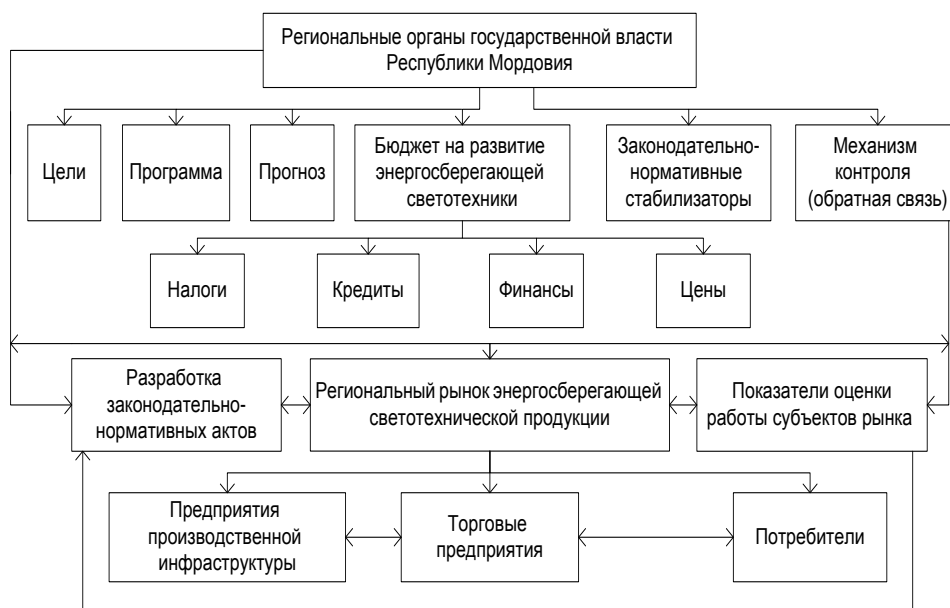 Региональные органы государственной власти
Республики Мордовия
Цели
Программа
Прогноз
Бюджет на развитие
энергосберегающей
светотехники
Законодательно-
нормативные
стабилизаторы
Механизм
контроля
(обратная связь)
Налоги
Кредиты
Финансы
Цены
Разработка
законодательно-
нормативных актов
Региональный рынок энергосберегающей
светотехнической продукции
Показатели оценки
работы субъектов рынка
Предприятия
производственной
инфраструктуры
Торговые
предприятия
Потребители